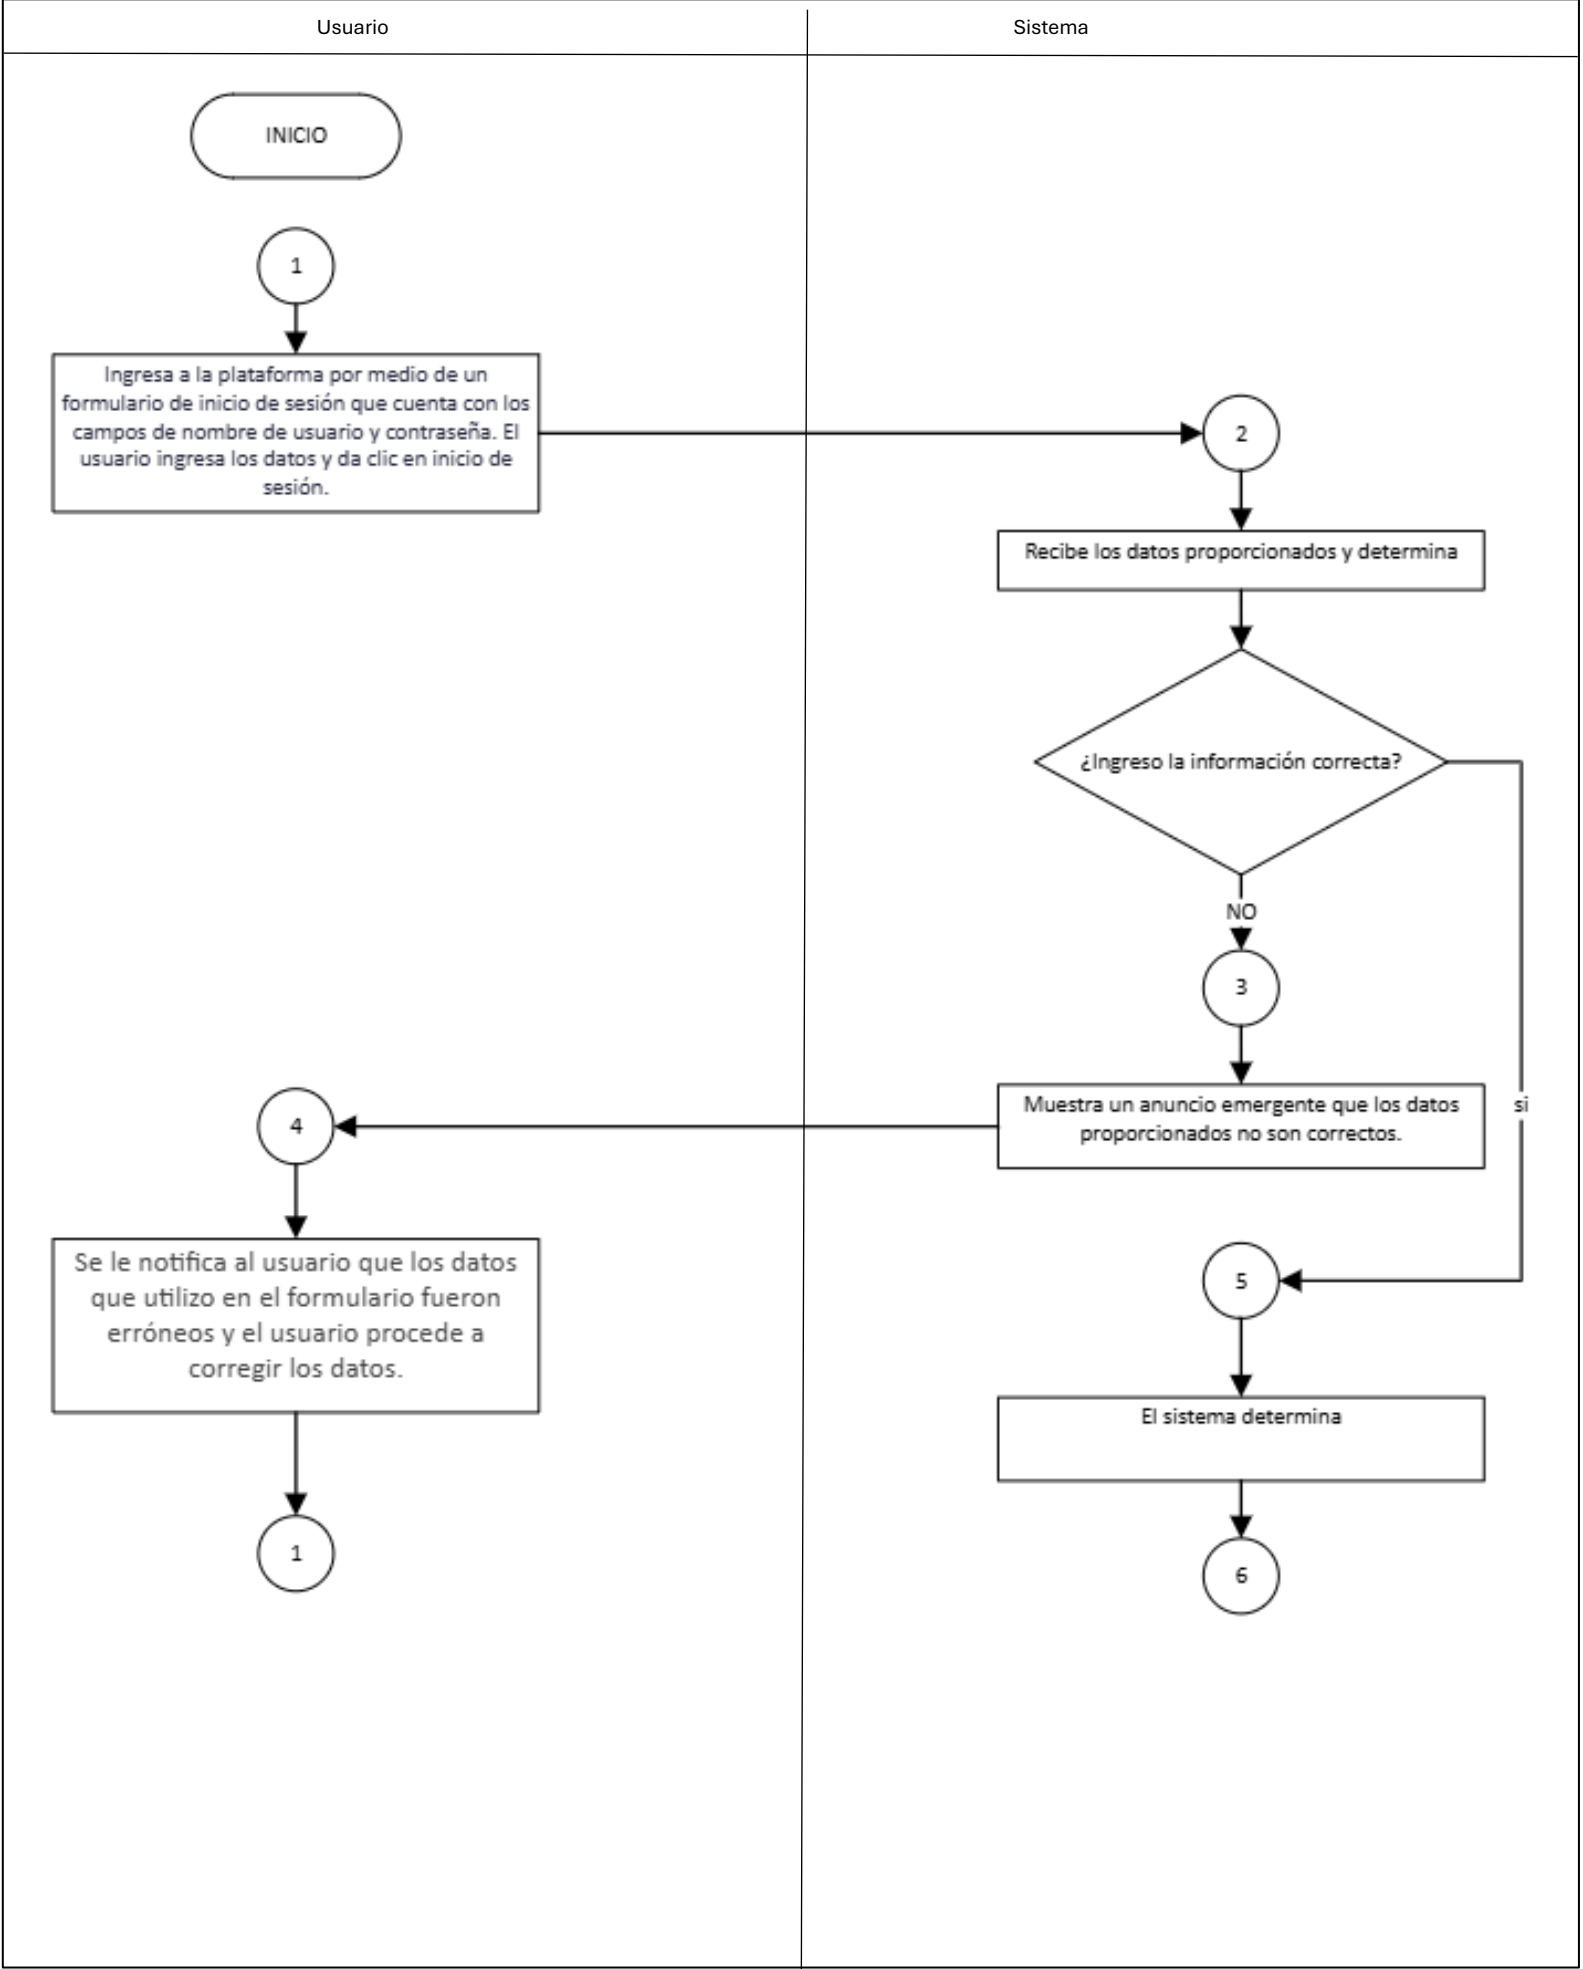 Usuario
Sistema
INICIO
1
Ingresa a la plataforma por medio de un
formulario de inicio de sesión que cuenta con los
campos de nombre de usuario y contraseña. El
usuario ingresa los datos y da clic en inicio de
sesión.
2
Recibe los datos proporcionados y determina
¿Ingreso la información correcta?
NO
3
Muestra un anuncio emergente que los datos
proporcionados no son correctos.
si
4
Se le notifica al usuario que los datos
que utilizo en el formulario fueron
erróneos y el usuario procede a
corregir los datos.
1
5
El sistema determina
6